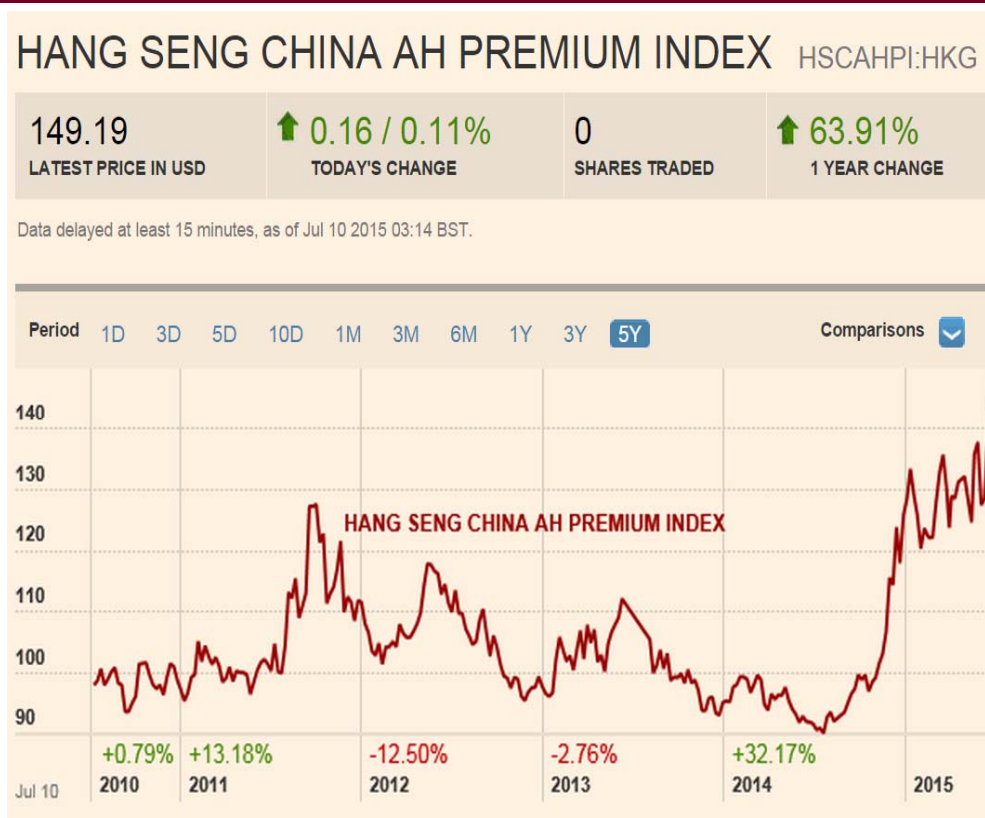 HANG SENG CHINA AH PREMIUM INDEX HSCAHPI:HKG
149.19 0.16 / 0.11% 0 63.91%
LATEST PRICE IN USD TODAY'S CHANGE SHARES TRADED 1 YEAR CHANGE
Data delayed at least 15 minutes, as of Jul 10 2015 03:14 BST.
Period 1D 3D 5D 10D 1M 3M 6M 1Y 3Y 5Y Comparisons
140
130
HANG SENG CHINA AH PREMIUM INDEX
120
110
100
90
+0.79% +13.18% -12.50% -2.76% +32.17%
Jul 10 2010 2011 2012 2013 2014 2015